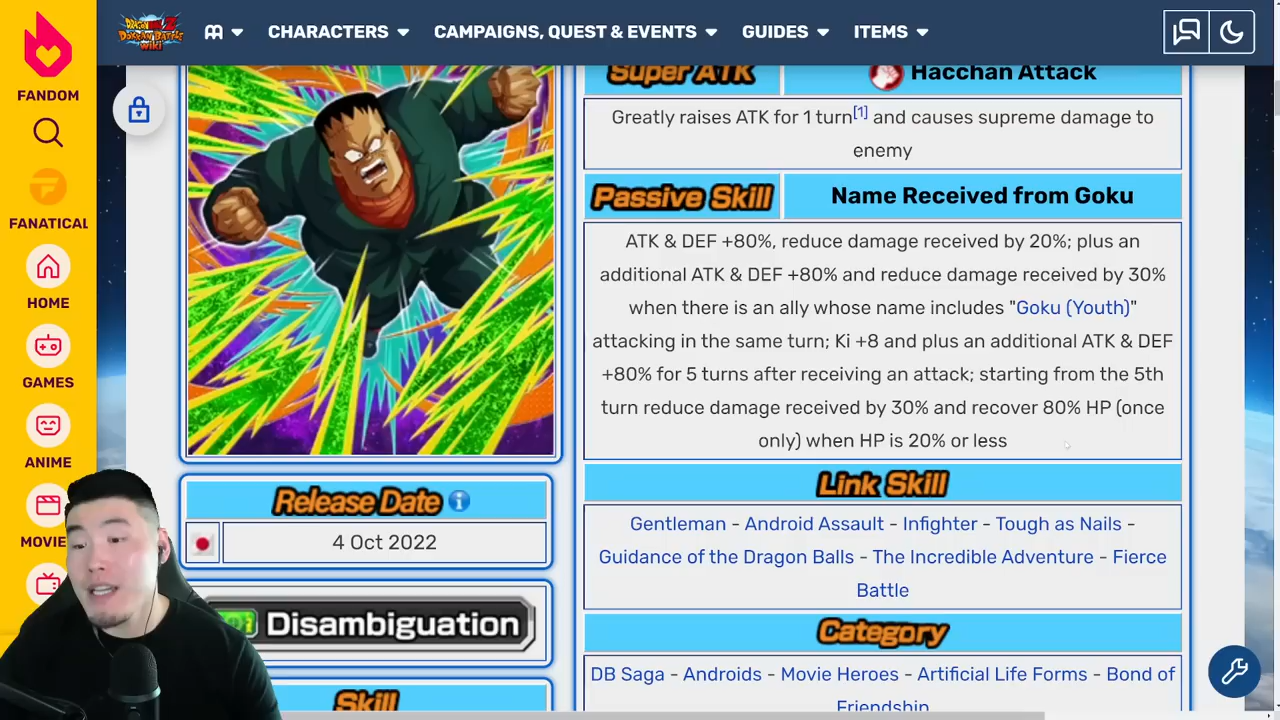 FANDOM
FANATICAL
HOME
GAMES
ANIME
MOVIE
DRAGON BALL Z
DOKKAN BATTLE
WIKI
CHARACTERS
CAMPAIGNS, QUEST & EVENTS
GUIDES
ITEMS
Super ATK
Hacchan Attack
Greatly raises ATK for 1 turn[1] and causes supreme damage to
enemy
Passive Skill
Name Received from Goku
ATK & DEF +80%, reduce damage received by 20%; plus an
additional ATK & DEF +80% and reduce damage received by 30%
when there is an ally whose name includes "Goku (Youth)"
attacking in the same turn; Ki +8 and plus an additional ATK & DEF
+80% for 5 turns after receiving an attack; starting from the 5th
turn reduce damage received by 30% and recover 80% HP (once
only) when HP is 20% or less
Link Skill
Gentleman - Android Assault - Infighter - Tough as Nails -
Guidance of the Dragon Balls - The Incredible Adventure - Fierce
Battle
Category
DB Saga - Androids - Movie Heroes - Artificial Life Forms - Bond of
Friendship
Release Date
4 Oct 2022
Disambiguation
Skill